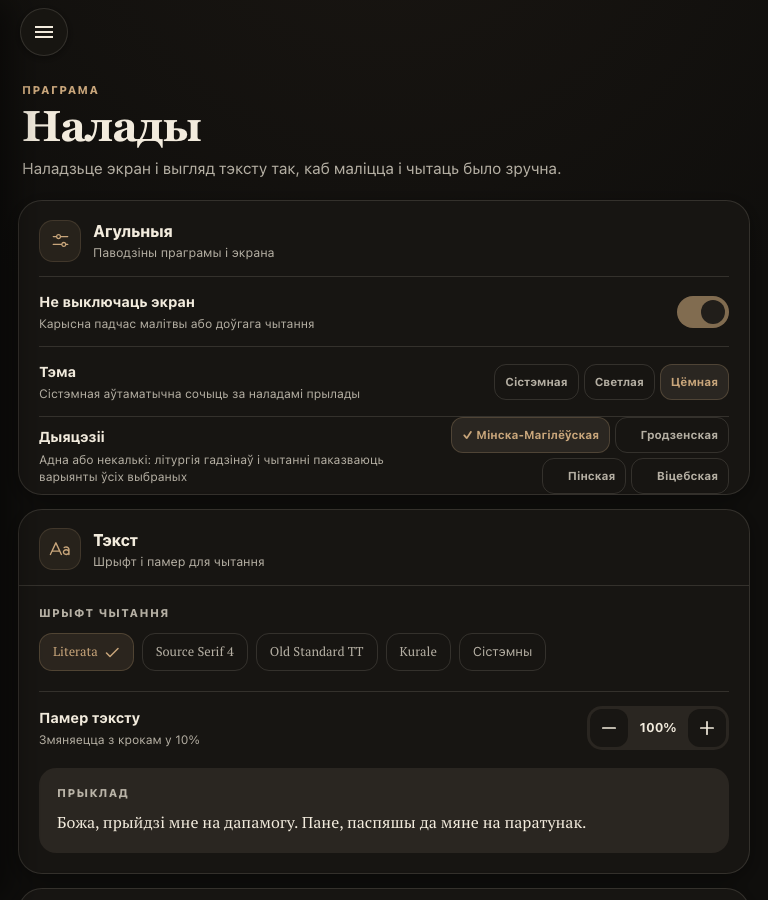 ПРАГРАМА
Налады
Наладзьце экран і выгляд тэксту так, каб маліцца і чытаць было зручна.
Агульныя
Паводзіны праграмы і экрана
Не выключаць экран
Карысна падчас малітвы або доўгага чытання
Тэма
Сістэмная аўтаматычна сочыць за наладамі прылады
Сістэмная Светлая Цёмная
Дыяцэзіі
Адна або некалькі: літургія гадзінаў і чытанні паказваюць
варыянты ўсіх выбраных
✓ Мінска-Магілёўская Гродзенская
Пінская Віцебская
Aa
Тэкст
Шрыфт і памер для чытання
ШРЫФТ ЧЫТАННЯ
Literata ✓ Source Serif 4 Old Standard TT Kurale Сістэмны
Памер тэксту
Змяняецца з крокам у 10%
− 100% +
ПРЫКЛАД
Божа, прыйдзі мне на дапамогу. Пане, паспяшы да мяне на паратунак.